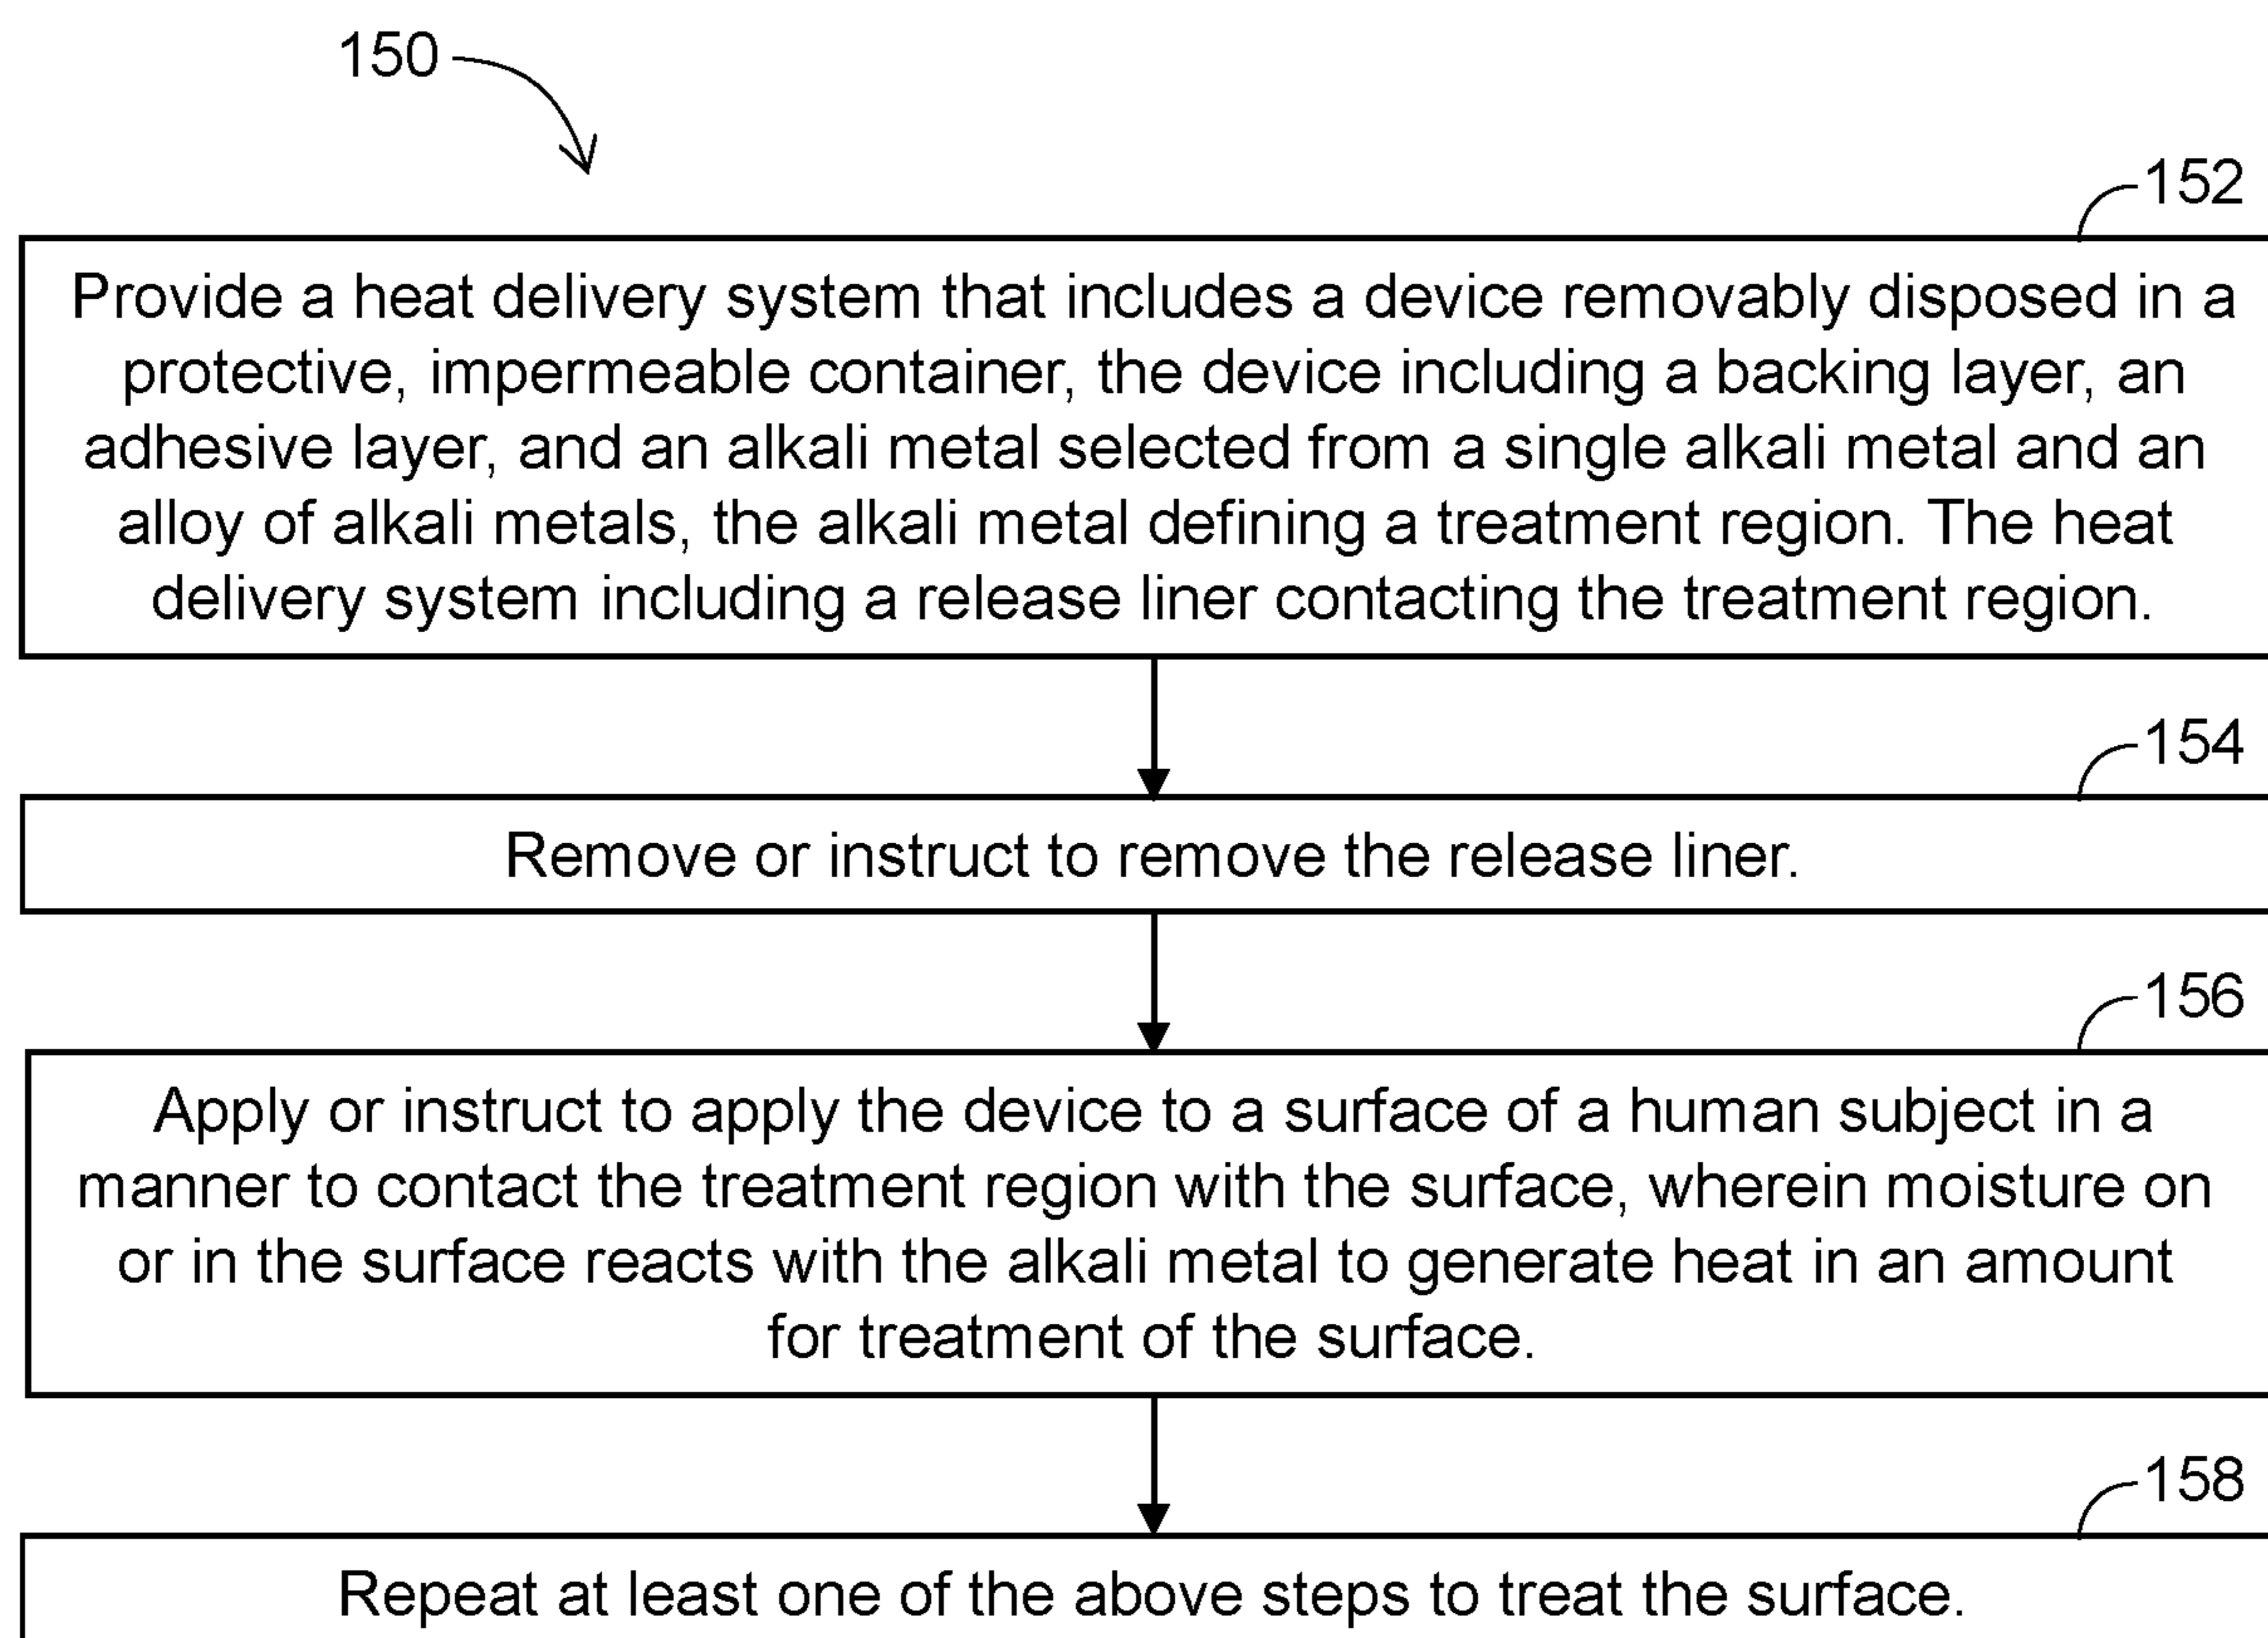 150
152
Provide a heat delivery system that includes a device removably disposed in a
protective, impermeable container, the device including a backing layer, an
adhesive layer, and an alkali metal selected from a single alkali metal and an
alloy of alkali metals, the alkali metal defining a treatment region. The heat
delivery system including a release liner contacting the treatment region.
154
Remove or instruct to remove the release liner.
156
Apply or instruct to apply the device to a surface of a human subject in a
manner to contact the treatment region with the surface, wherein moisture on
or in the surface reacts with the alkali metal to generate heat in an amount
for treatment of the surface.
158
Repeat at least one of the above steps to treat the surface.